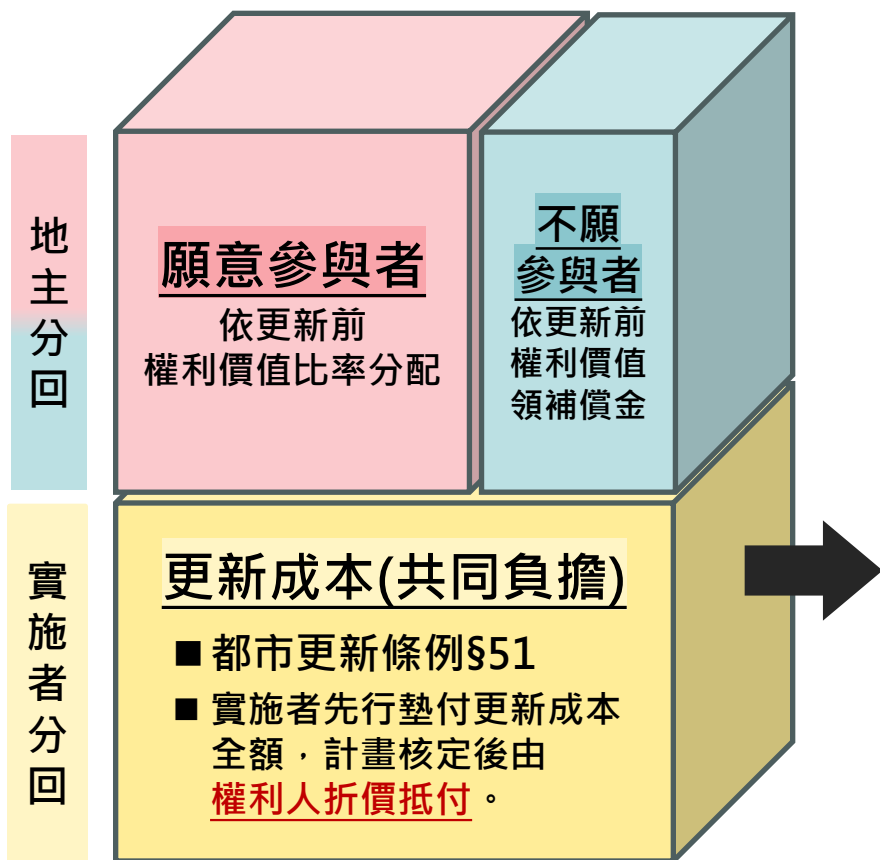 地主分回
願意參與者
依更新前
權利價值比率分配
不願
參與者
依更新前
權利價值
領補償金
實施者分回
更新成本(共同負擔)
■ 都市更新條例§51
■ 實施者先行墊付更新成本
全額，計畫核定後由
權利人折價抵付。